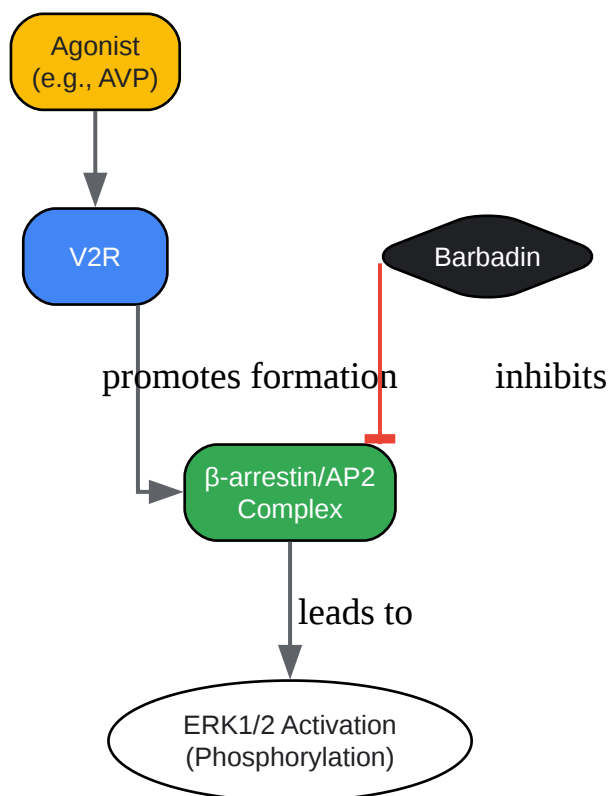 Agonist
(e.g., AVP)
V2R
Barbadin
promotes formation
inhibits
β-arrestin/AP2
Complex
leads to
ERK1/2 Activation
(Phosphorylation)